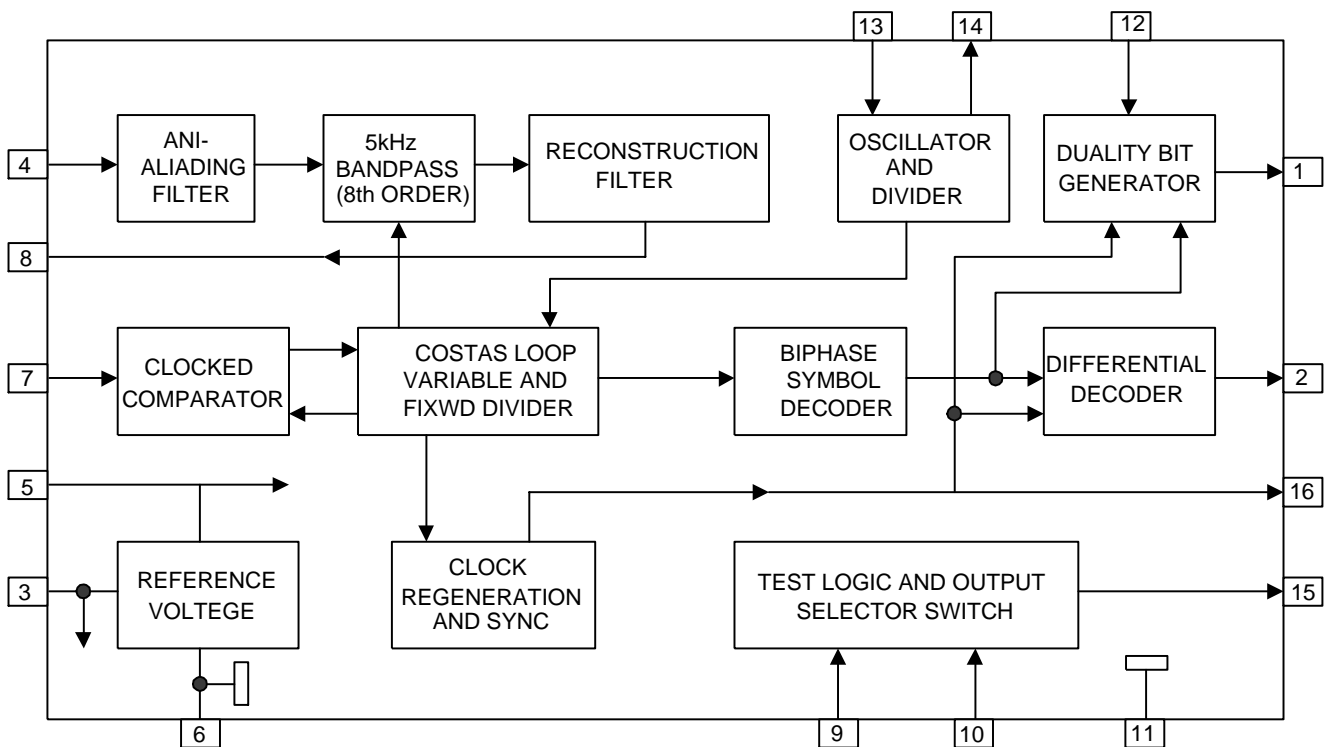 13
14
12
4
ANI-
ALIADING
FILTER
5kHz
BANDPASS
(8th ORDER)
RECONSTRUCTION
FILTER
OSCILLATOR
AND
DIVIDER
DUALITY BIT
GENERATOR
1
8
7
CLOCKED
COMPARATOR
COSTAS LOOP
VARIABLE AND
FIXWD DIVIDER
BIPHASE
SYMBOL
DECODER
DIFFERENTIAL
DECODER
2
5
16
3
REFERENCE
VOLTEGE
CLOCK
REGENERATION
AND SYNC
TEST LOGIC AND OUTPUT
SELECTOR SWITCH
15
6
9
10
11